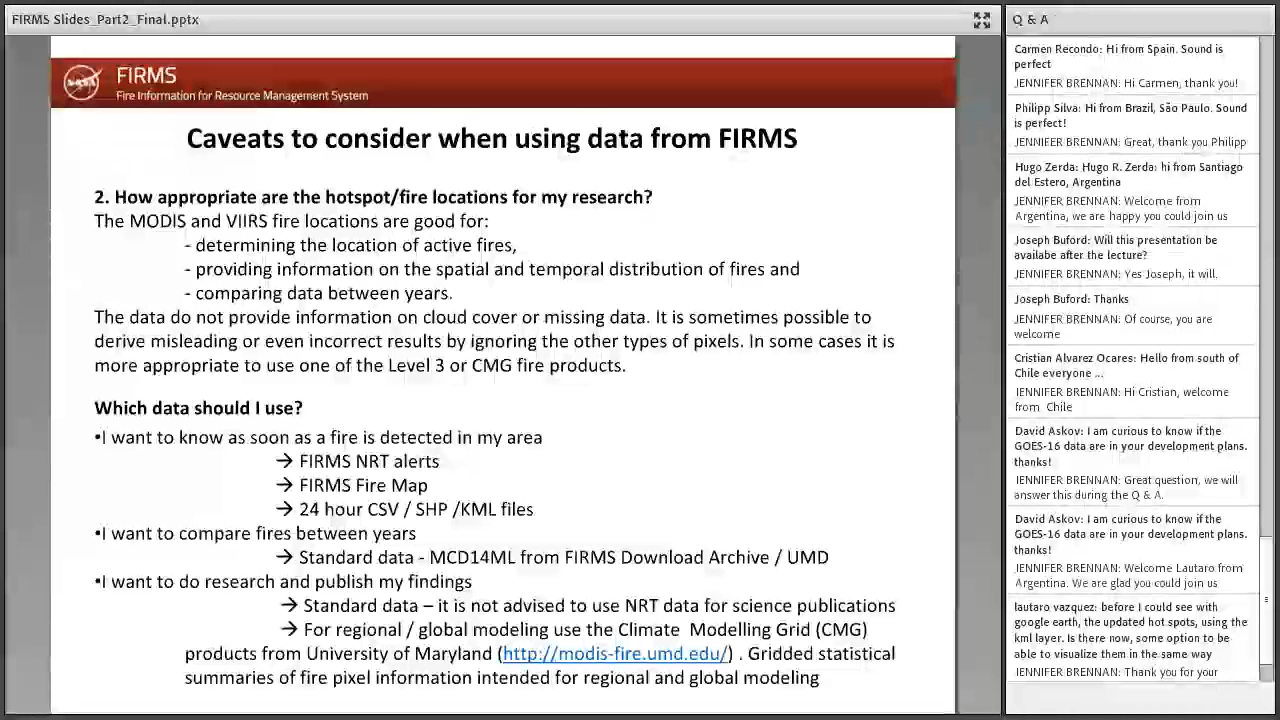 FIRMS Slides_Part2_Final.pptx
NASA
FIRMS
Fire Information for Resource Management System
Caveats to consider when using data from FIRMS
2. How appropriate are the hotspot/fire locations for my research?
The MODIS and VIIRS fire locations are good for:
- determining the location of active fires,
- providing information on the spatial and temporal distribution of fires and
- comparing data between years.
The data do not provide information on cloud cover or missing data. It is sometimes possible to
derive misleading or even incorrect results by ignoring the other types of pixels. In some cases it is
more appropriate to use one of the Level 3 or CMG fire products.
Which data should I use?
•I want to know as soon as a fire is detected in my area
→ FIRMS NRT alerts
→ FIRMS Fire Map
→ 24 hour CSV / SHP /KML files
•I want to compare fires between years
→ Standard data - MCD14ML from FIRMS Download Archive / UMD
•I want to do research and publish my findings
→ Standard data – it is not advised to use NRT data for science publications
→ For regional / global modeling use the Climate Modelling Grid (CMG)
products from University of Maryland (http://modis-fire.umd.edu/) . Gridded statistical
summaries of fire pixel information intended for regional and global modeling
Q & A
Carmen Recondo: Hi from Spain. Sound is
perfect
JENNIFER BRENNAN: Hi Carmen, thank you!
Philipp Silva: Hi from Brazil, São Paulo. Sound
is perfect!
JENNIFER BRENNAN: Great, thank you Philipp
Hugo Zerda: Hugo R. Zerda: hi from Santiago
del Estero, Argentina
JENNIFER BRENNAN: Welcome from
Argentina, we are happy you could join us
Joseph Buford: Will this presentation be
availabe after the lecture?
JENNIFER BRENNAN: Yes Joseph, it will.
Joseph Buford: Thanks
JENNIFER BRENNAN: Of course, you are
welcome
Cristian Alvarez Ocares: Hello from south of
Chile everyone ...
JENNIFER BRENNAN: Hi Cristian, welcome
from Chile
David Askov: I am curious to know if the
GOES-16 data are in your development plans.
thanks!
JENNIFER BRENNAN: Great question, we will
answer this during the Q & A.
David Askov: I am curious to know if the
GOES-16 data are in your development plans.
thanks!
JENNIFER BRENNAN: Welcome Lautaro from
Argentina. We are glad you could join us
lautaro vazquez: before I could see with
google earth, the updated hot spots, using the
kml layer. Is there now, some option to be
able to visualize them in the same way
JENNIFER BRENNAN: Thank you for your